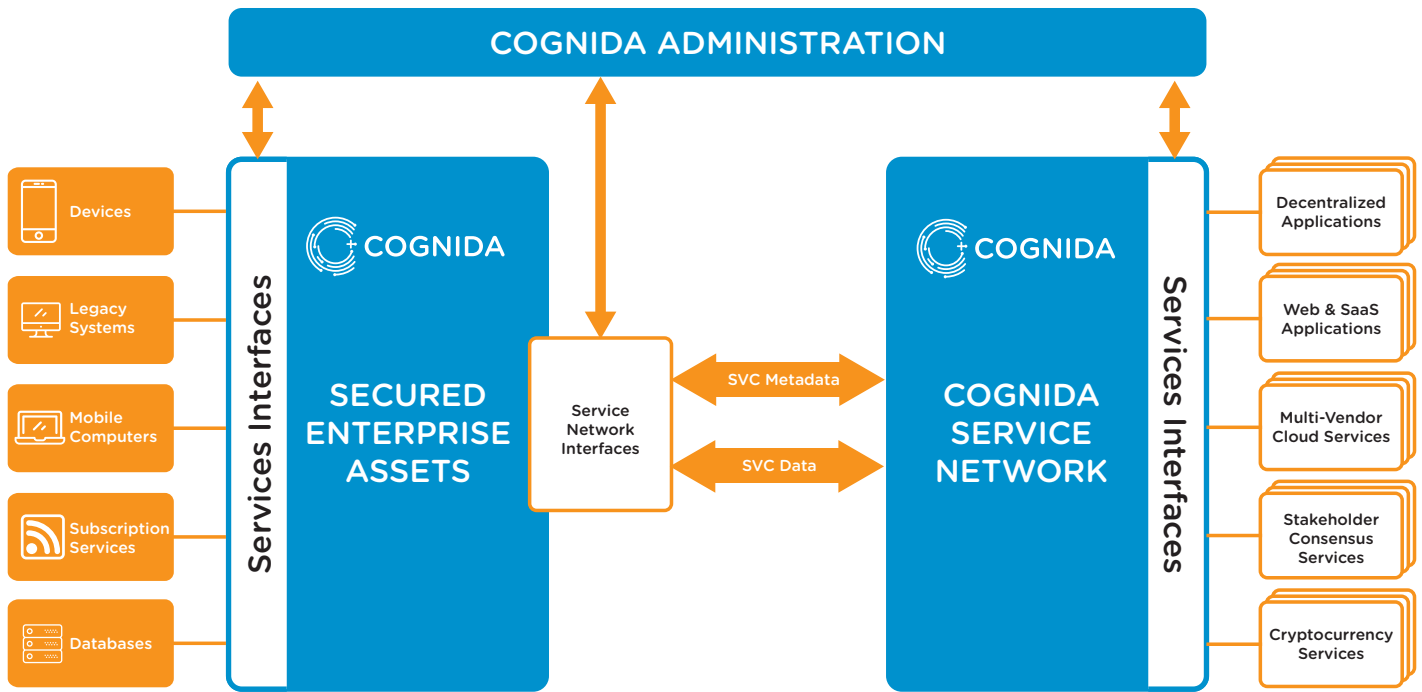 COGNIDA ADMINISTRATION
Devices
Legacy
Systems
Mobile
Computers
Subscription
Services
Databases
Services Interfaces
COGNIDA
SECURED
ENTERPRISE
ASSETS
Service
Network
Interfaces
SVC Metadata
SVC Data
COGNIDA
COGNIDA
SERVICE
NETWORK
Services Interfaces
Decentralized
Applications
Web & SaaS
Applications
Multi-Vendor
Cloud Services
Stakeholder
Consensus
Services
Cryptocurrency
Services